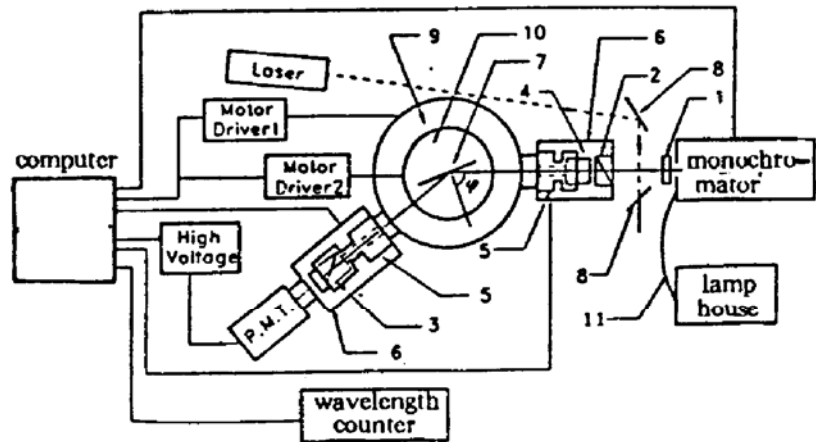 10
9
7
6
Laser
4
2
8
1
Motor
Driver1
computer
Motor
Driver2
monochro-
mator
φ
High
Voltage
5
8
lamp
house
5
11
P.M.T.
3
6
wavelength
counter